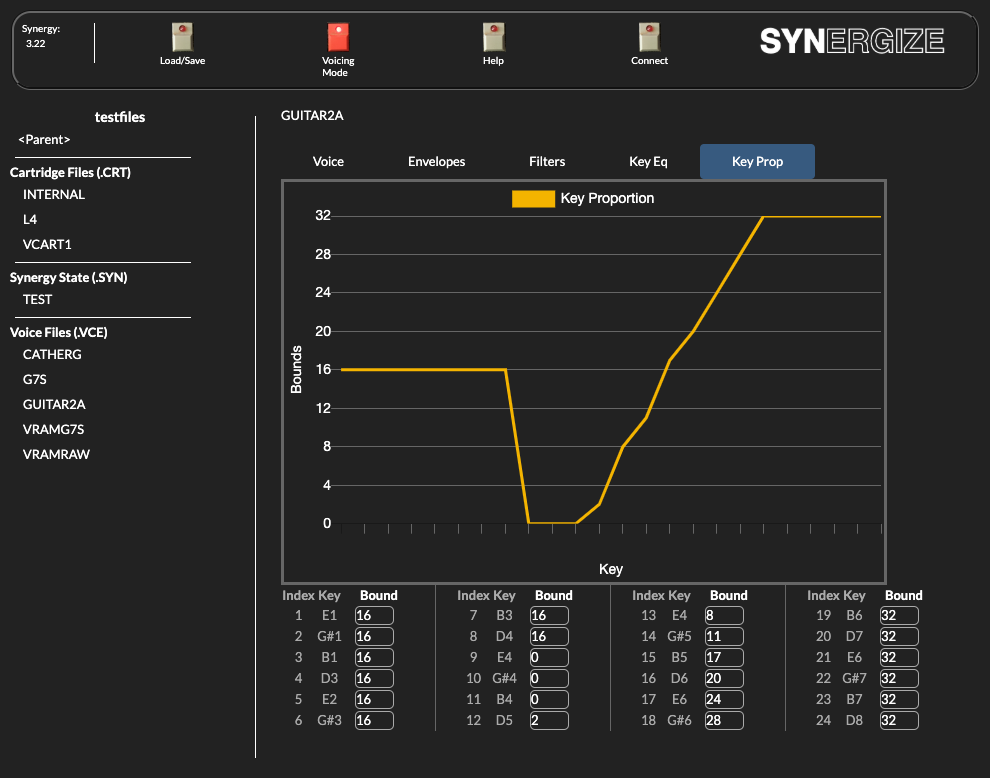 Synergy:
3.22
Load/Save
Voicing
Mode
Help
Connect
SYNERGIZE
testfiles
<Parent>
Cartridge Files (.CRT)
INTERNAL
L4
VCART1
Synergy State (.SYN)
TEST
Voice Files (.VCE)
CATHERG
G7S
GUITAR2A
VRAMG7S
VRAMRAW
GUITAR2A
Voice Envelopes Filters Key Eq Key Prop
Key Proportion
32
28
24
20
16
12
8
4
0
Bounds
Key
Index Key Bound Index Key Bound Index Key Bound Index Key Bound
1 E1 16 7 B3 16 13 E4 8 19 B6 32
2 G#1 16 8 D4 16 14 G#5 11 20 D7 32
3 B1 16 9 E4 0 15 B5 17 21 E6 32
4 D3 16 10 G#4 0 16 D6 20 22 G#7 32
5 E2 16 11 B4 0 17 E6 24 23 B7 32
6 G#3 16 12 D5 2 18 G#6 28 24 D8 32